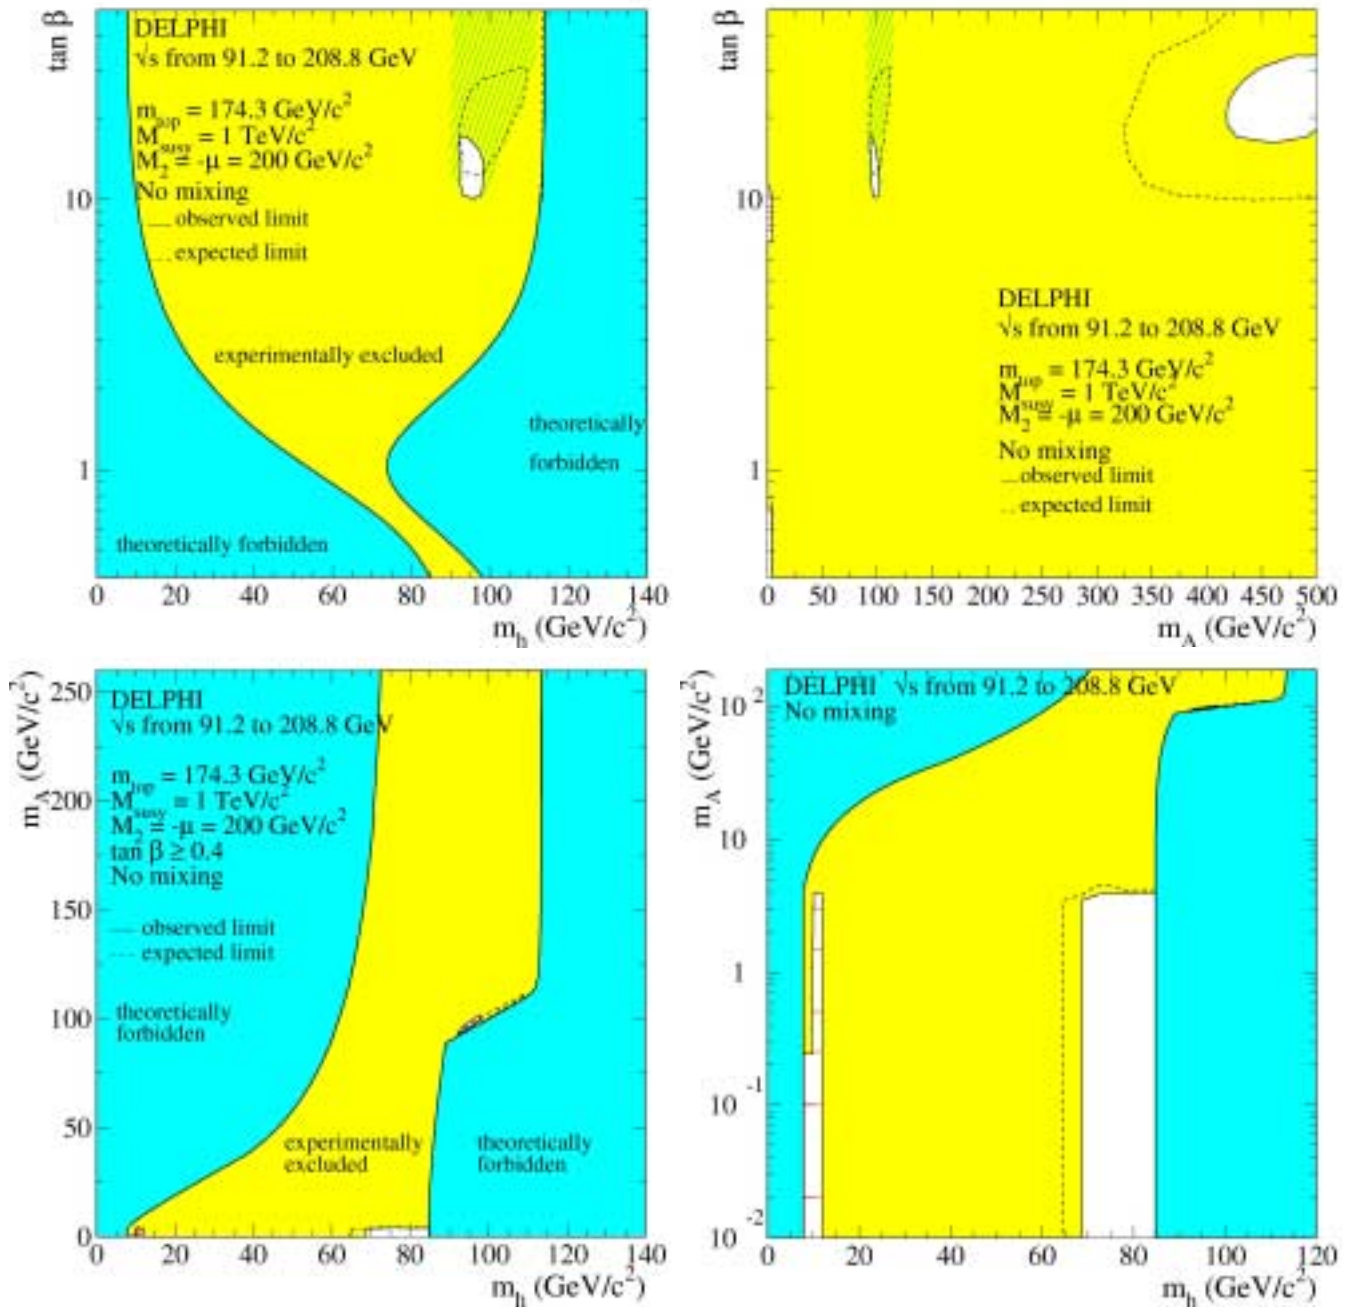 tan β
DELPHI
√s from 91.2 to 208.8 GeV
m_top = 174.3 GeV/c²
M_susy = 1 TeV/c²
M₂ = -μ = 200 GeV/c²
No mixing
observed limit
expected limit
10
experimentally excluded
theoretically
forbidden
1
theoretically forbidden
0 20 40 60 80 100 120 140
m_h (GeV/c²)
tan β
10
DELPHI
√s from 91.2 to 208.8 GeV
m_top = 174.3 GeV/c²
M_susy = 1 TeV/c²
M₂ = -μ = 200 GeV/c²
No mixing
observed limit
expected limit
1
0 50 100 150 200 250 300 350 400 450 500
m_A (GeV/c²)
m_A (GeV/c²)
250
DELPHI
√s from 91.2 to 208.8 GeV
m_top = 174.3 GeV/c²
M_susy = 1 TeV/c²
M₂ = -μ = 200 GeV/c²
tan β ≥ 0.4
No mixing
200
150
observed limit
expected limit
theoretically
forbidden
100
50
experimentally
excluded
theoretically
forbidden
0
0 20 40 60 80 100 120 140
m_h (GeV/c²)
m_A (GeV/c²)
DELPHI √s from 91.2 to 208.8 GeV
No mixing
10²
10
1
10⁻¹
10⁻²
0 20 40 60 80 100 120
m_h (GeV/c²)